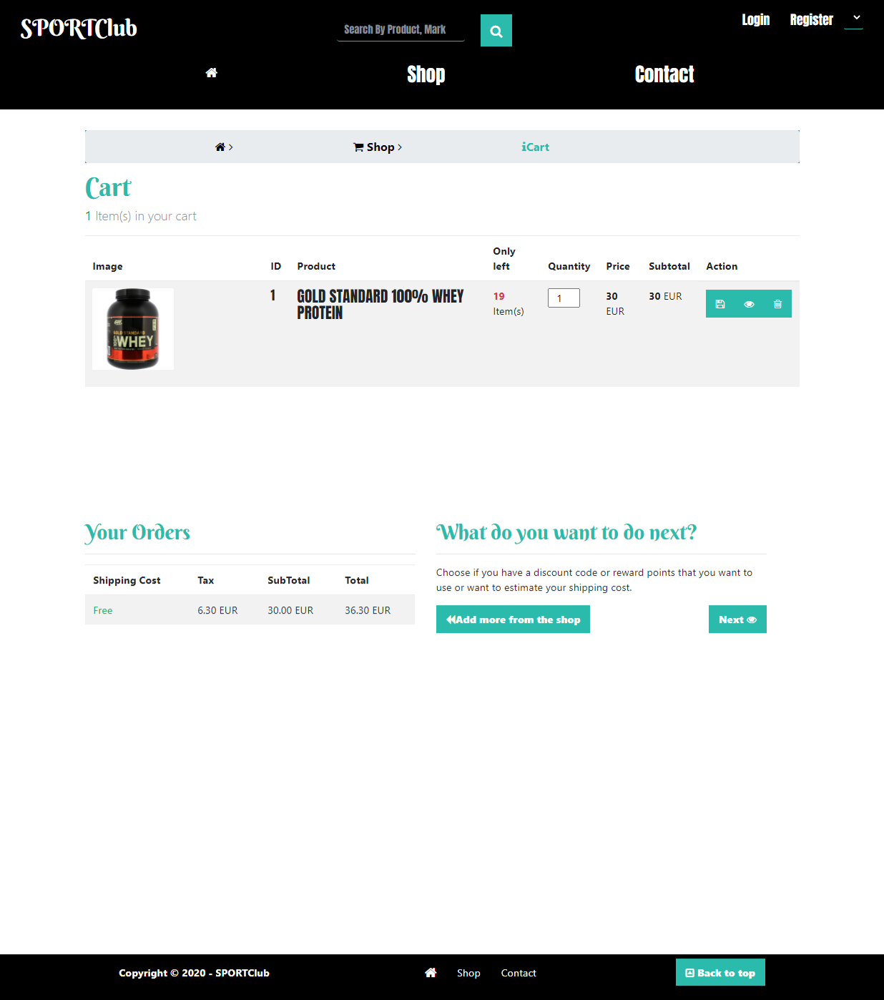 SPORTClub
Search By Product, Mark
Login Register
Shop Contact
Shop
Cart
Cart
1 Item(s) in your cart
Image ID Product Only left Quantity Price Subtotal Action
1 GOLD STANDARD 100% WHEY PROTEIN 19 Item(s) 1 30 EUR 30 EUR
GOLD STANDARD
100% WHEY
Your Orders
Shipping Cost Tax SubTotal Total
Free 6.30 EUR 30.00 EUR 36.30 EUR
What do you want to do next?
Choose if you have a discount code or reward points that you want to
use or want to estimate your shipping cost.
Add more from the shop Next
Copyright © 2020 - SPORTClub Shop Contact Back to top